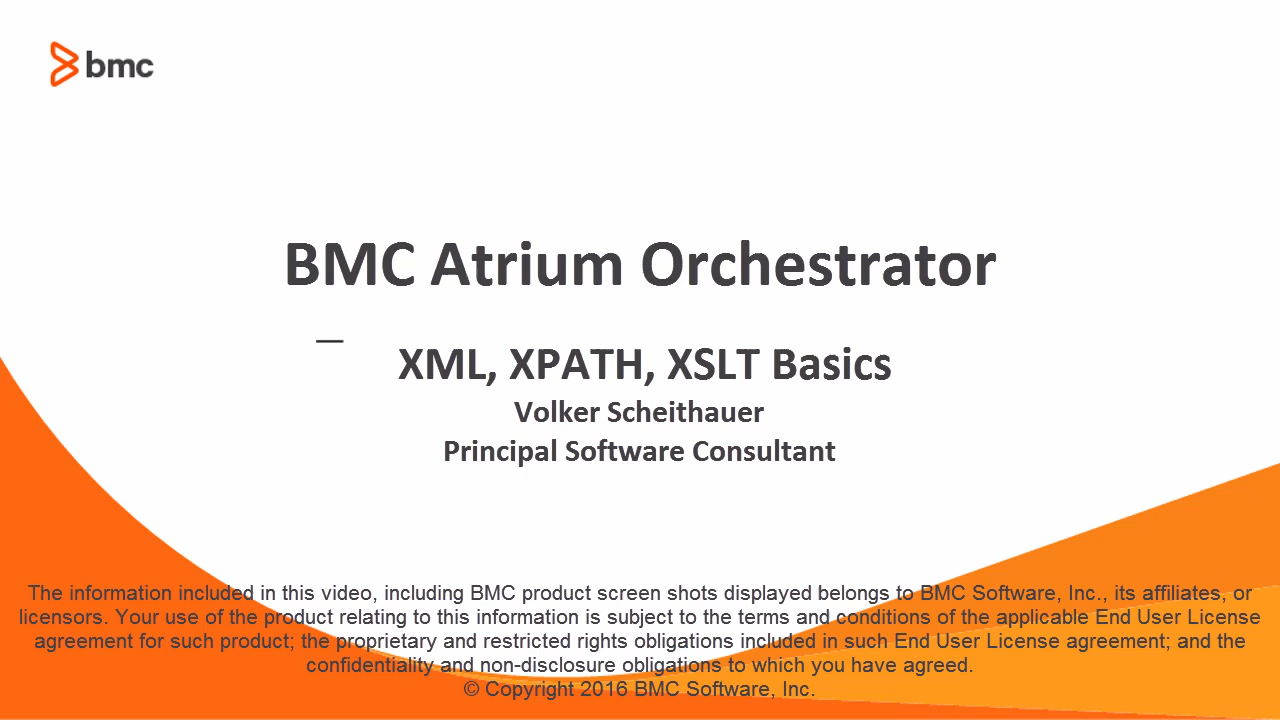 bmc
BMC Atrium Orchestrator
—
XML, XPATH, XSLT Basics
Volker Scheithauer
Principal Software Consultant
The information included in this video, including BMC product screen shots displayed belongs to BMC Software, Inc., its affiliates, or
licensors. Your use of the product relating to this information is subject to the terms and conditions of the applicable End User License
agreement for such product; the proprietary and restricted rights obligations included in such End User License agreement; and the
confidentiality and non-disclosure obligations to which you have agreed.
© Copyright 2016 BMC Software, Inc.